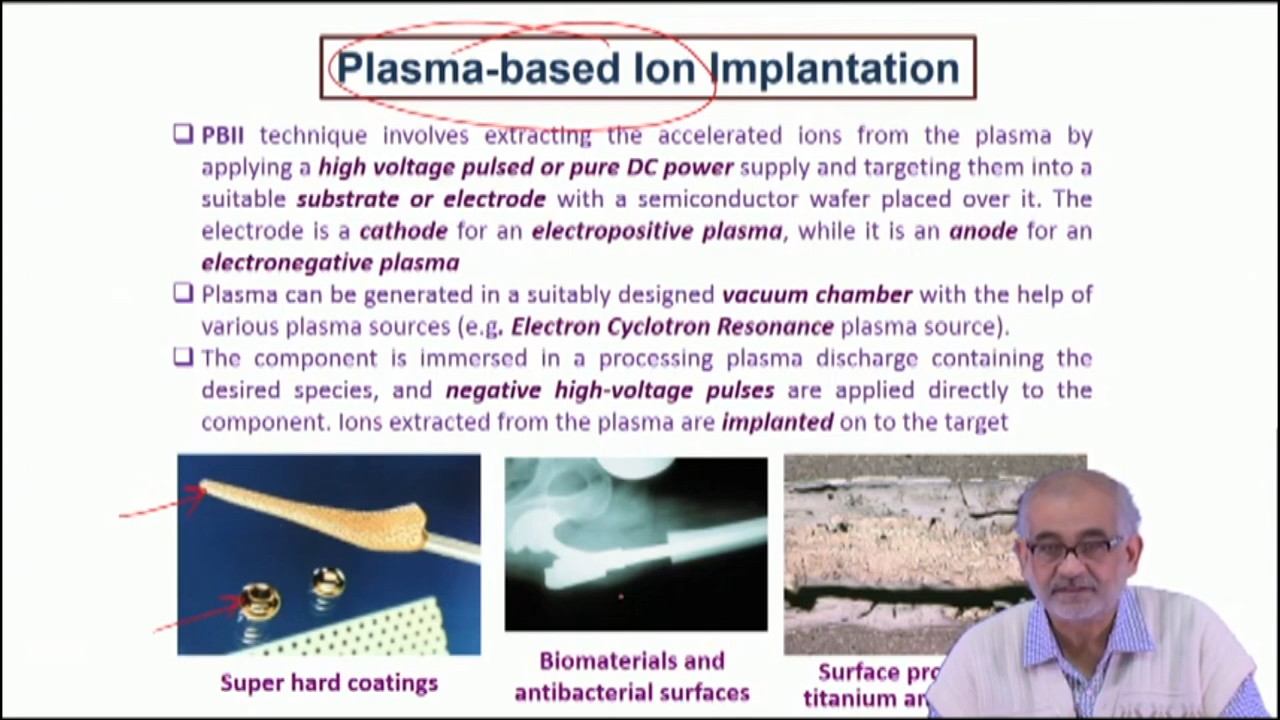 Plasma-based Ion Implantation
PBII technique involves extracting the accelerated ions from the plasma by
applying a high voltage pulsed or pure DC power supply and targeting them into a
suitable substrate or electrode with a semiconductor wafer placed over it. The
electrode is a cathode for an electropositive plasma, while it is an anode for an
electronegative plasma
Plasma can be generated in a suitably designed vacuum chamber with the help of
various plasma sources (e.g. Electron Cyclotron Resonance plasma source).
The component is immersed in a processing plasma discharge containing the
desired species, and negative high-voltage pulses are applied directly to the
component. Ions extracted from the plasma are implanted on to the target
Super hard coatings
Biomaterials and
antibacterial surfaces
Surface
titanium